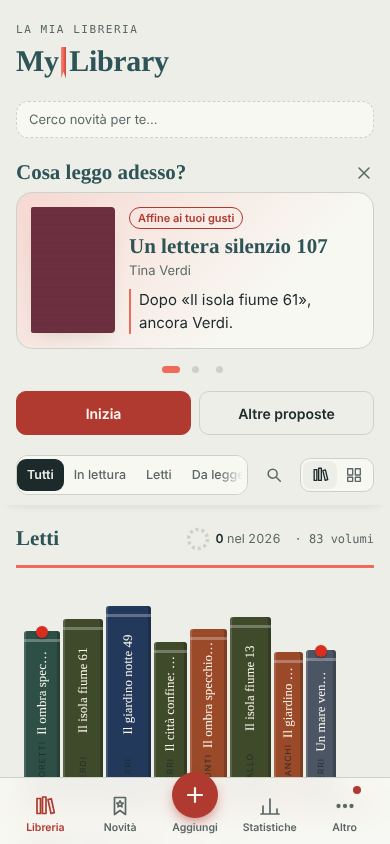 LA MIA LIBRERIA
My Library
Cerco novità per te…
Cosa leggo adesso?
Affine ai tuoi gusti
Un lettera silenzio 107
Tina Verdi
Dopo «Il isola fiume 61»,
ancora Verdi.
Inizia
Altre proposte
Tutti
In lettura
Letti
Da legge
Letti
0 nel 2026 · 83 volumi
Il ombra spec…
Il isola fiume 61
Il giardino notte 49
Il città confine: …
Il ombra specchio…
Il isola fiume 13
Il giardino …
Un mare ven…
Libreria
Novità
Aggiungi
Statistiche
Altro